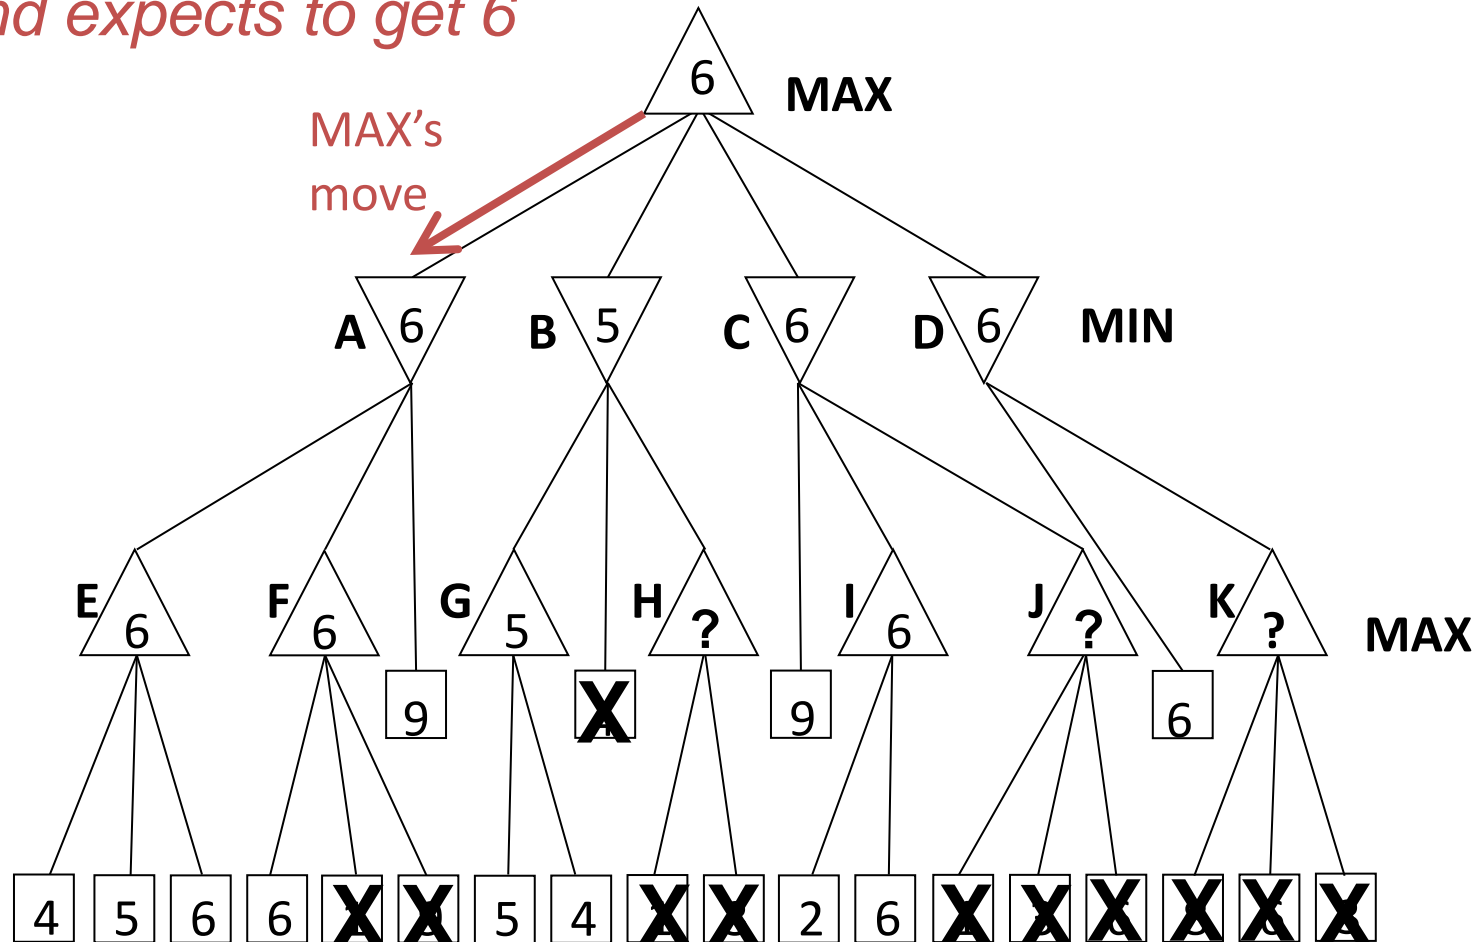 nd expects to get 6
6
MAX
MAX's
move
A 6 B 5 C 6 D 6 MIN
E 6 F 6 G 5 H ? I 6 J ? K ? MAX
9 X 9 6
4 5 6 6 X X 5 4 X X 2 6 X X X X X X